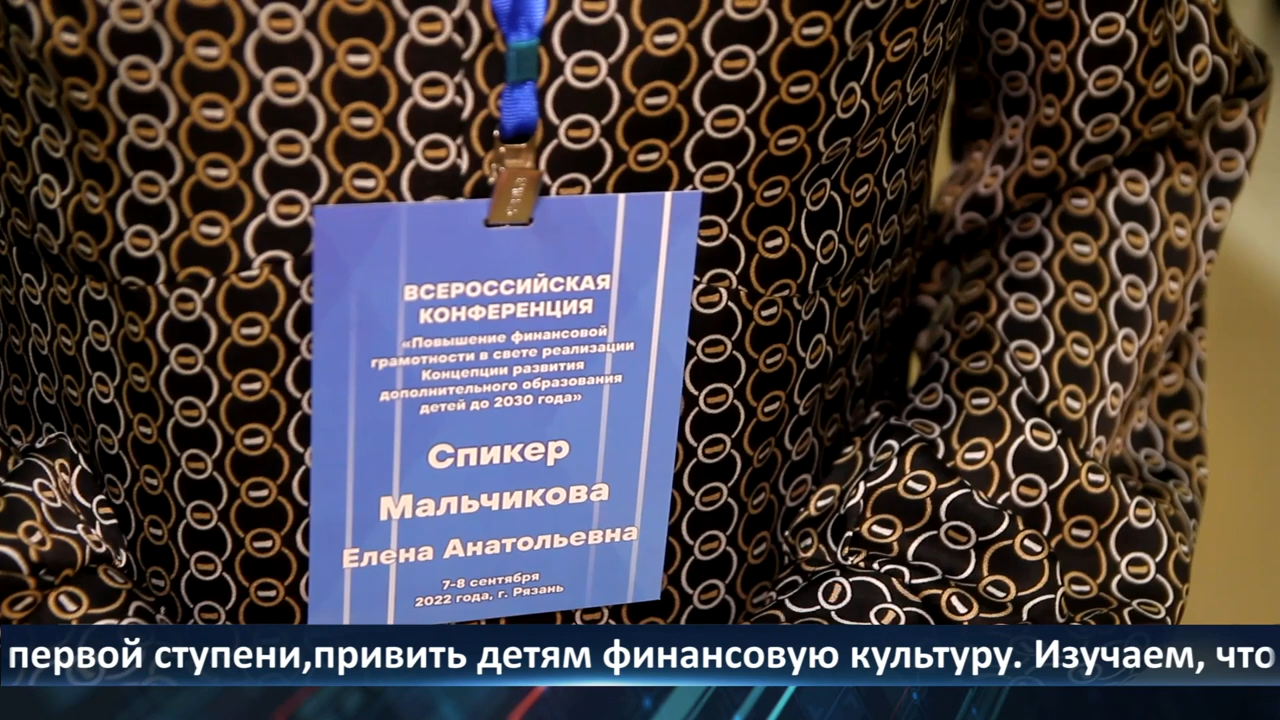 ВСЕРОССИЙСКАЯ
КОНФЕРЕНЦИЯ
«Повышение финансовой
грамотности в свете реализации
Концепции развития
дополнительного образования
детей до 2030 года»
Спикер
Мальчикова
Елена Анатольевна
7-8 сентября
2022 года, г. Рязань
первой ступени,привить детям финансовую культуру. Изучаем, что